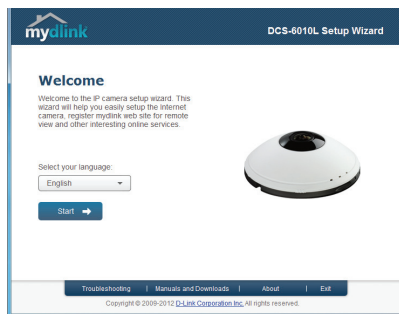 mydlink
DCS-6010L Setup Wizard
Welcome
Welcome to the IP camera setup wizard. This
wizard will help you easily setup the Internet
camera, register mydlink web site for remote
view and other interesting online services.
Select your language:
English
Start
Troubleshooting | Manuals and Downloads | About | Exit
Copyright © 2009-2012 D-Link Corporation Inc. All rights reserved.